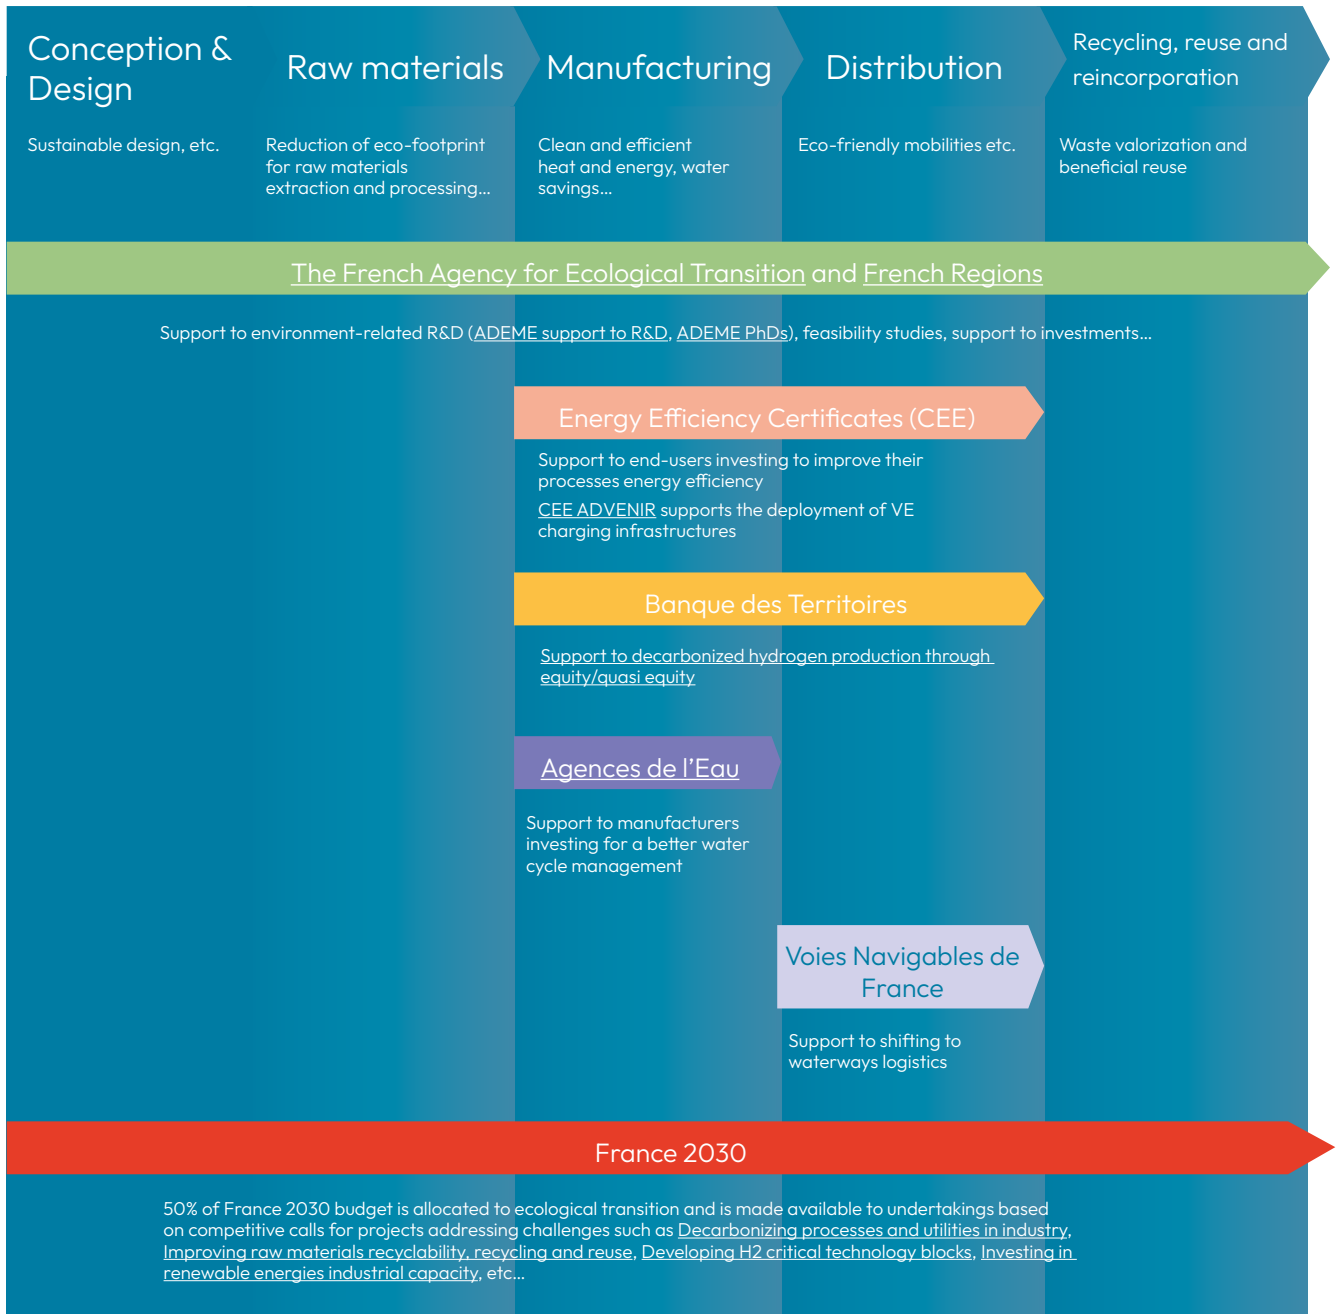 Conception &
Design
Raw materials
Manufacturing
Distribution
Recycling, reuse and
reincorporation
Sustainable design, etc.
Reduction of eco-footprint
for raw materials
extraction and processing...
Clean and efficient
heat and energy, water
savings...
Eco-friendly mobilities etc.
Waste valorization and
beneficial reuse
The French Agency for Ecological Transition and French Regions
Support to environment-related R&D (ADEME support to R&D, ADEME PhDs), feasibility studies, support to investments...
Energy Efficiency Certificates (CEE)
Support to end-users investing to improve their
processes energy efficiency
CEE ADVENIR supports the deployment of VE
charging infrastructures
Banque des Territoires
Support to decarbonized hydrogen production through
equity/quasi equity
Agences de l'Eau
Support to manufacturers
investing for a better water
cycle management
Voies Navigables de
France
Support to shifting to
waterways logistics
France 2030
50% of France 2030 budget is allocated to ecological transition and is made available to undertakings based
on competitive calls for projects addressing challenges such as Decarbonizing processes and utilities in industry,
Improving raw materials recyclability, recycling and reuse, Developing H2 critical technology blocks, Investing in
renewable energies industrial capacity, etc...